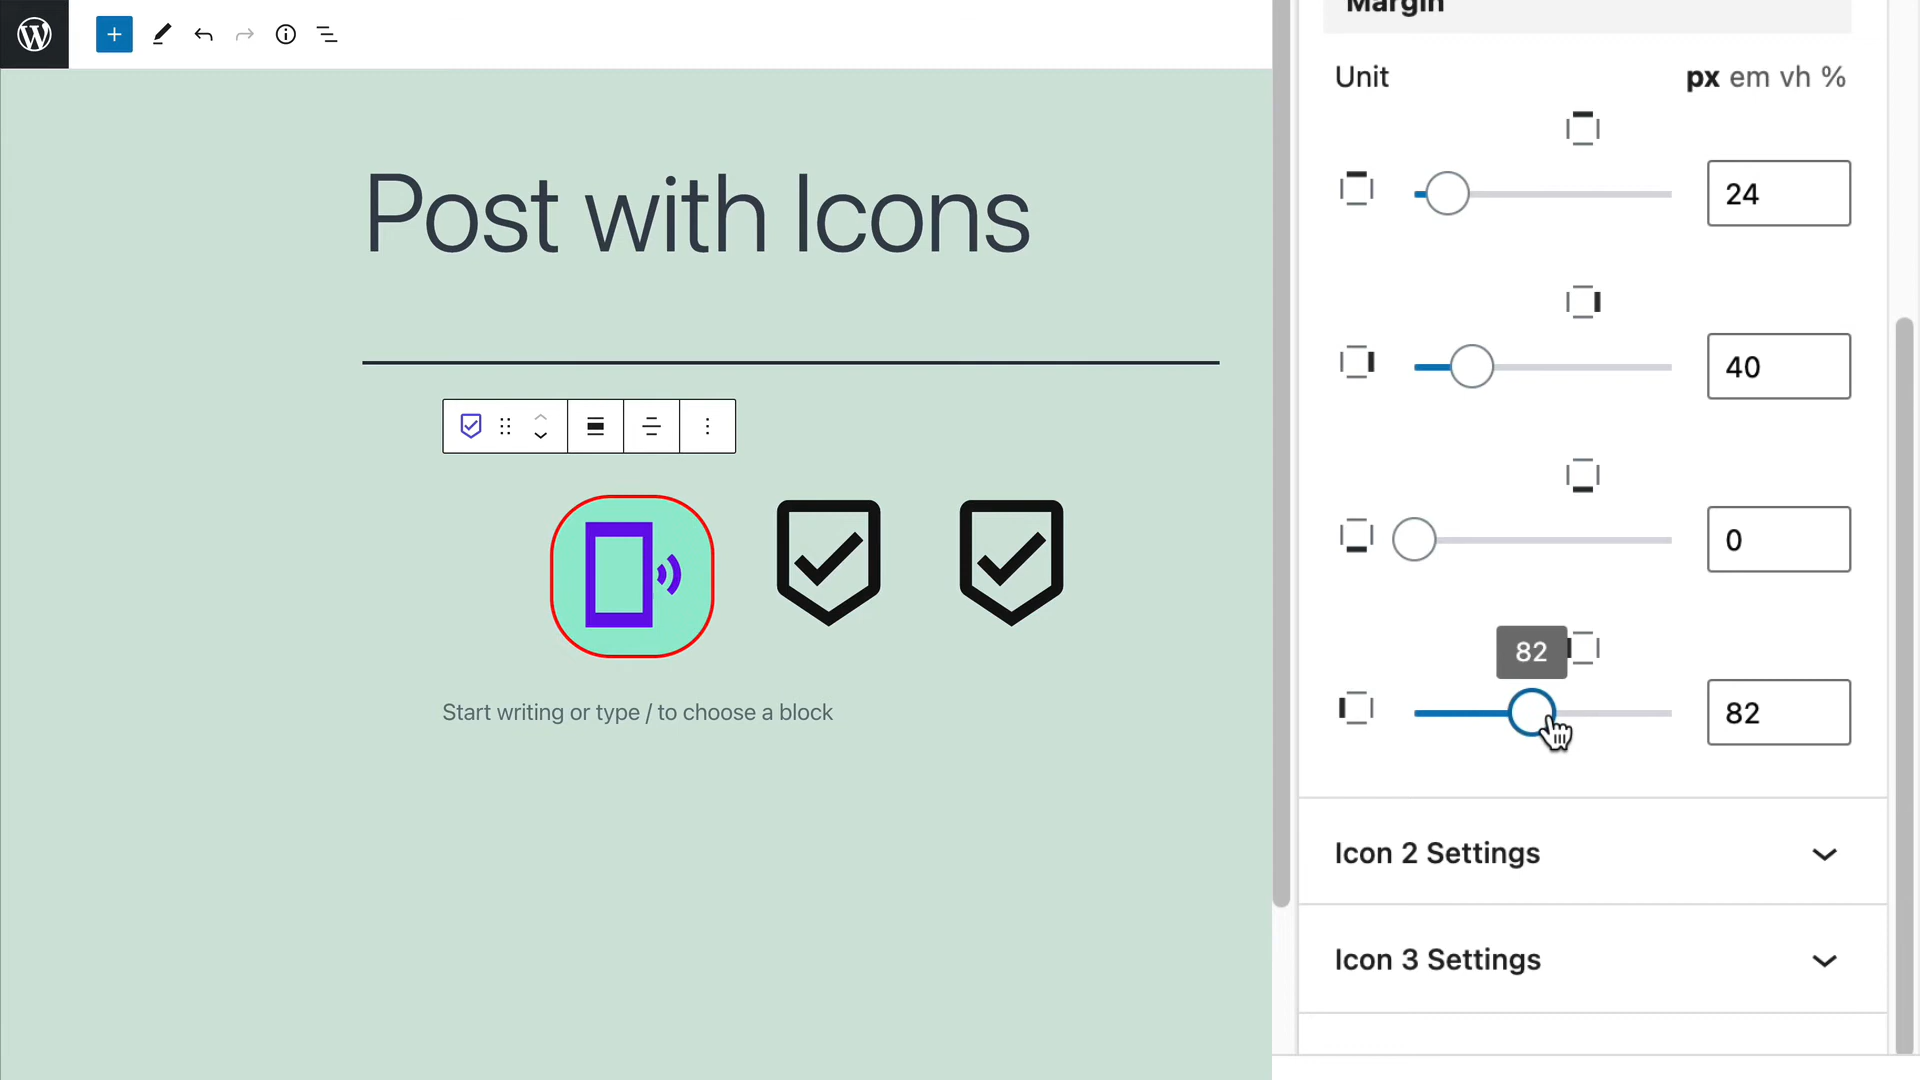 Post with Icons
Start writing or type / to choose a block
Margin
Unit
px em vh %
24
40
0
82
82
Icon 2 Settings
Icon 3 Settings